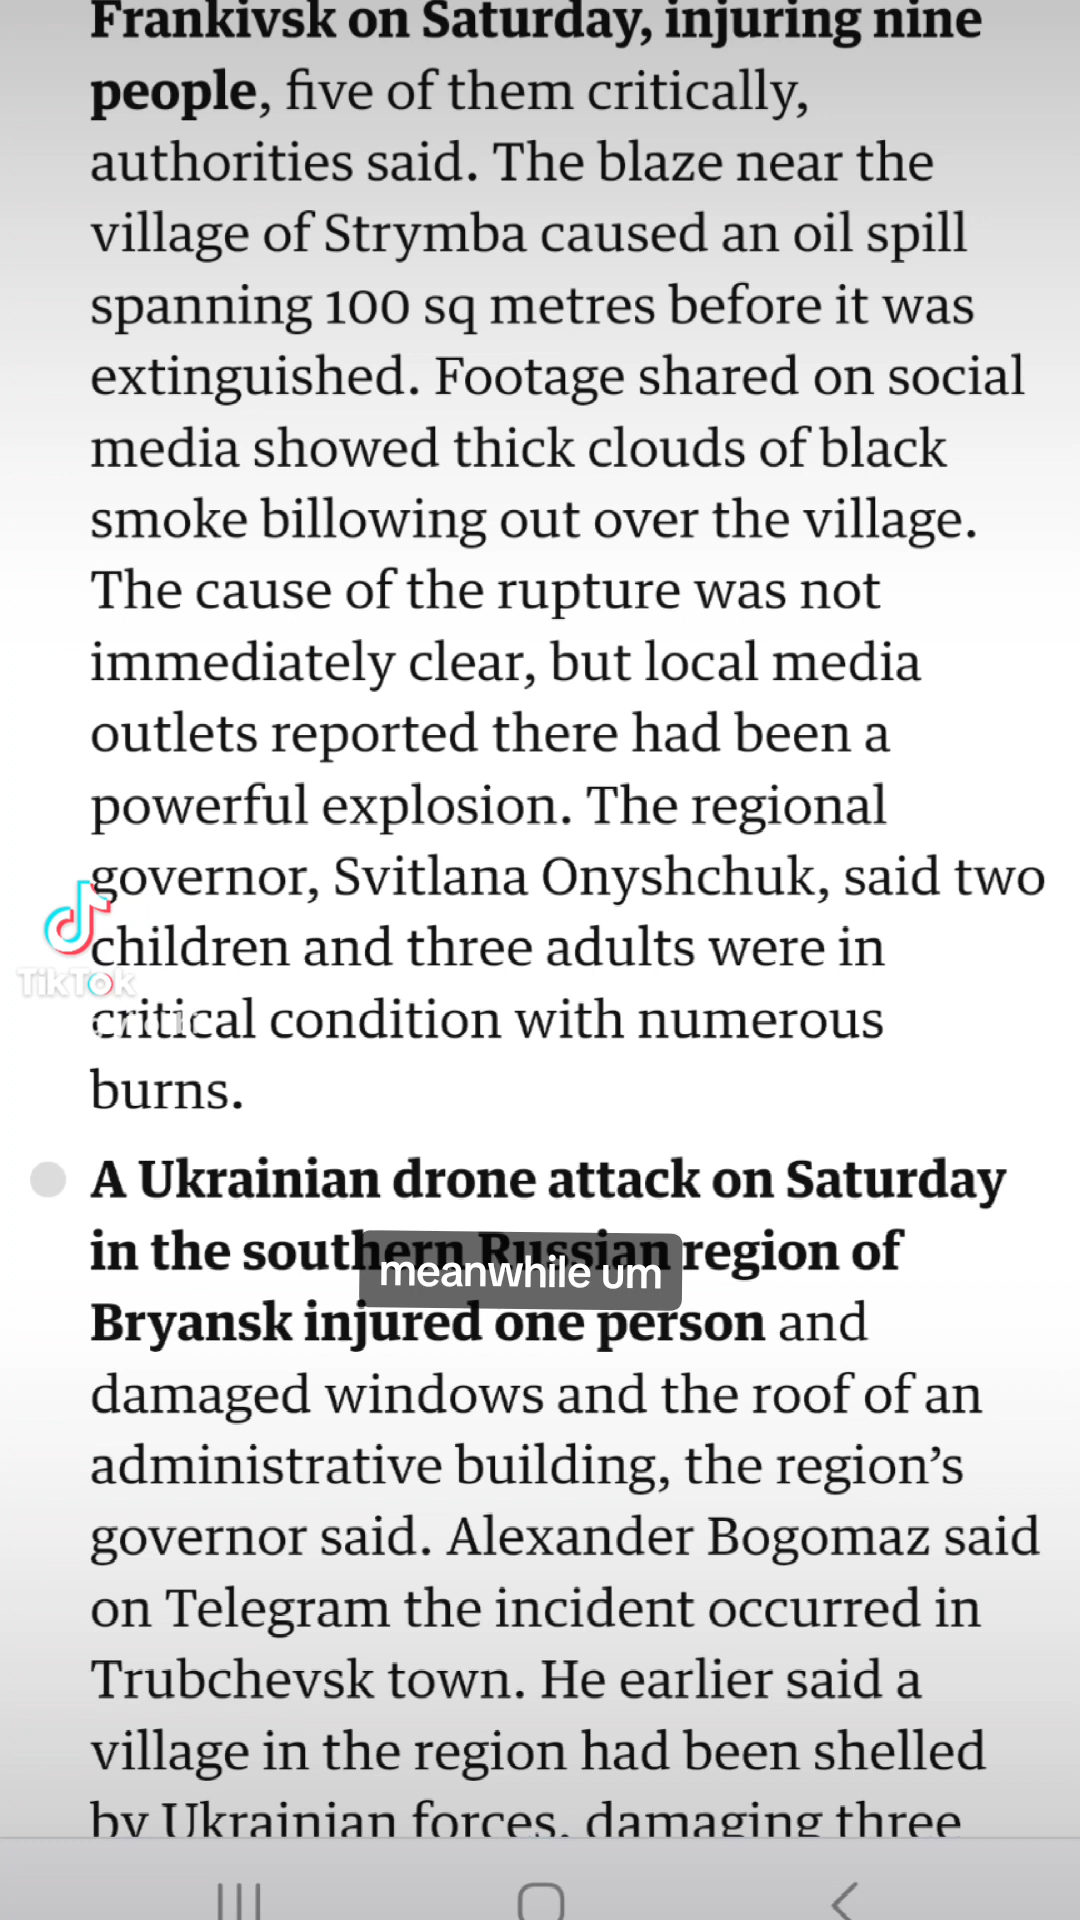 Frankivsk on Saturday, injuring nine
people, five of them critically,
authorities said. The blaze near the
village of Strymba caused an oil spill
spanning 100 sq metres before it was
extinguished. Footage shared on social
media showed thick clouds of black
smoke billowing out over the village.
The cause of the rupture was not
immediately clear, but local media
outlets reported there had been a
powerful explosion. The regional
governor, Svitlana Onyshchuk, said two
children and three adults were in
TikTok
critical condition with numerous
burns.
A Ukrainian drone attack on Saturday
in the southern Russian region of
meanwhile um
Bryansk injured one person and
damaged windows and the roof of an
administrative building, the region’s
governor said. Alexander Bogomaz said
on Telegram the incident occurred in
Trubchevsk town. He earlier said a
village in the region had been shelled
by Ukrainian forces, damaging three